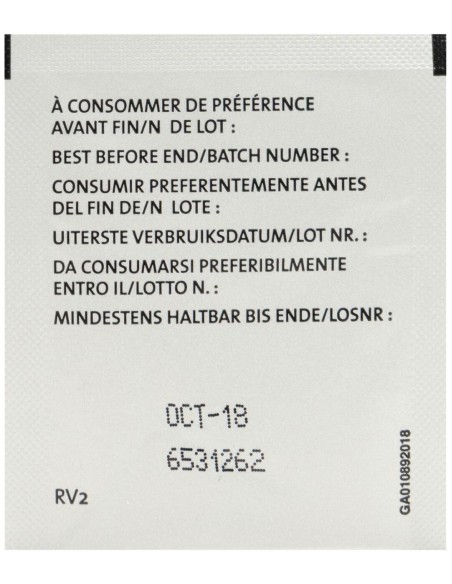 À CONSOMMER DE PRÉFÉRENCE
AVANT FIN/N DE LOT :
BEST BEFORE END/BATCH NUMBER :
CONSUMIR PREFERENTEMENTE ANTES
DEL FIN DE/N LOTE :
UITERSTE VERBRUIKSDATUM/LOT NR. :
DA CONSUMARSI PREFERIBILMENTE
ENTRO IL/LOTTO N. :
MINDESTENS HALTBAR BIS ENDE/LOSNR :
OCT-18
6531262
RV2
GA010892018